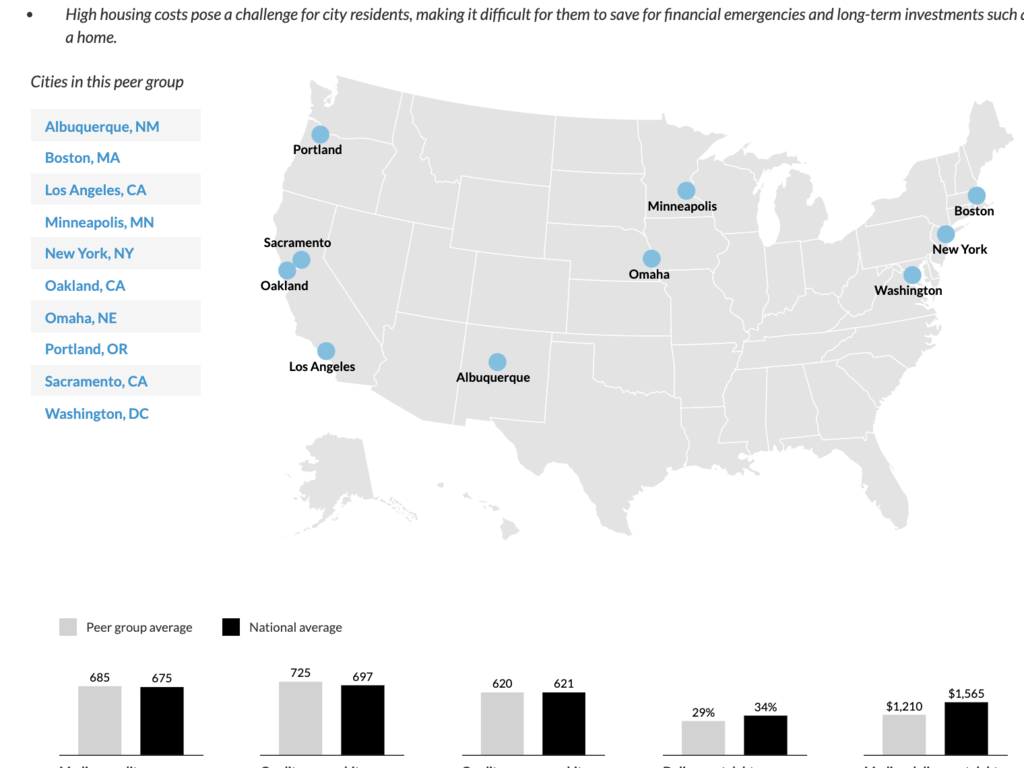 • High housing costs pose a challenge for city residents, making it difficult for them to save for financial emergencies and long-term investments such
a home.
Cities in this peer group
Albuquerque, NM
Boston, MA
Los Angeles, CA
Minneapolis, MN
New York, NY
Oakland, CA
Omaha, NE
Portland, OR
Sacramento, CA
Washington, DC
Portland
Minneapolis
Boston
New York
Sacramento
Oakland
Omaha
Washington
Los Angeles
Albuquerque
Peer group average
National average
685 675
725 697
620 621
29% 34%
$1,210 $1,565